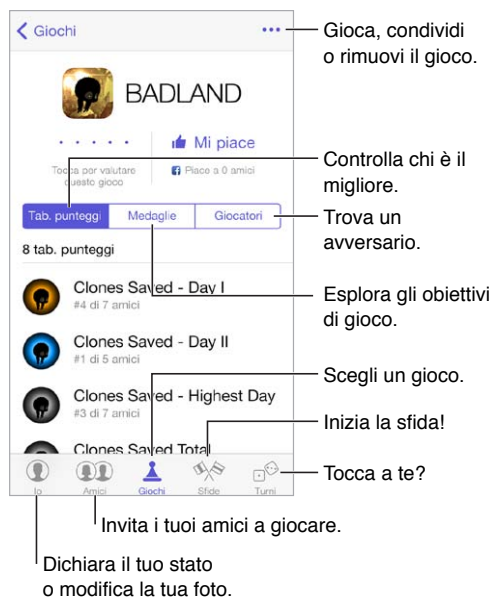 Giochi
Gioca, condividi
o rimuovi il gioco.
BADLAND
Mi piace
Tocca per valutare
questo gioco
Piace a 0 amici
Controlla chi è il
migliore.
Tab. punteggi
Medaglie
Giocatori
Trova un
avversario.
8 tab. punteggi
Clones Saved - Day I
#4 di 7 amici
Esplora gli obiettivi
di gioco.
Clones Saved - Day II
#1 di 5 amici
Scegli un gioco.
Clones Saved - Highest Day
#3 di 7 amici
Inizia la sfida!
Clones Saved Total
Tocca a te?
Io
Amici
Giochi
Sfide
Turni
Invita i tuoi amici a giocare.
Dichiara il tuo stato
o modifica la tua foto.